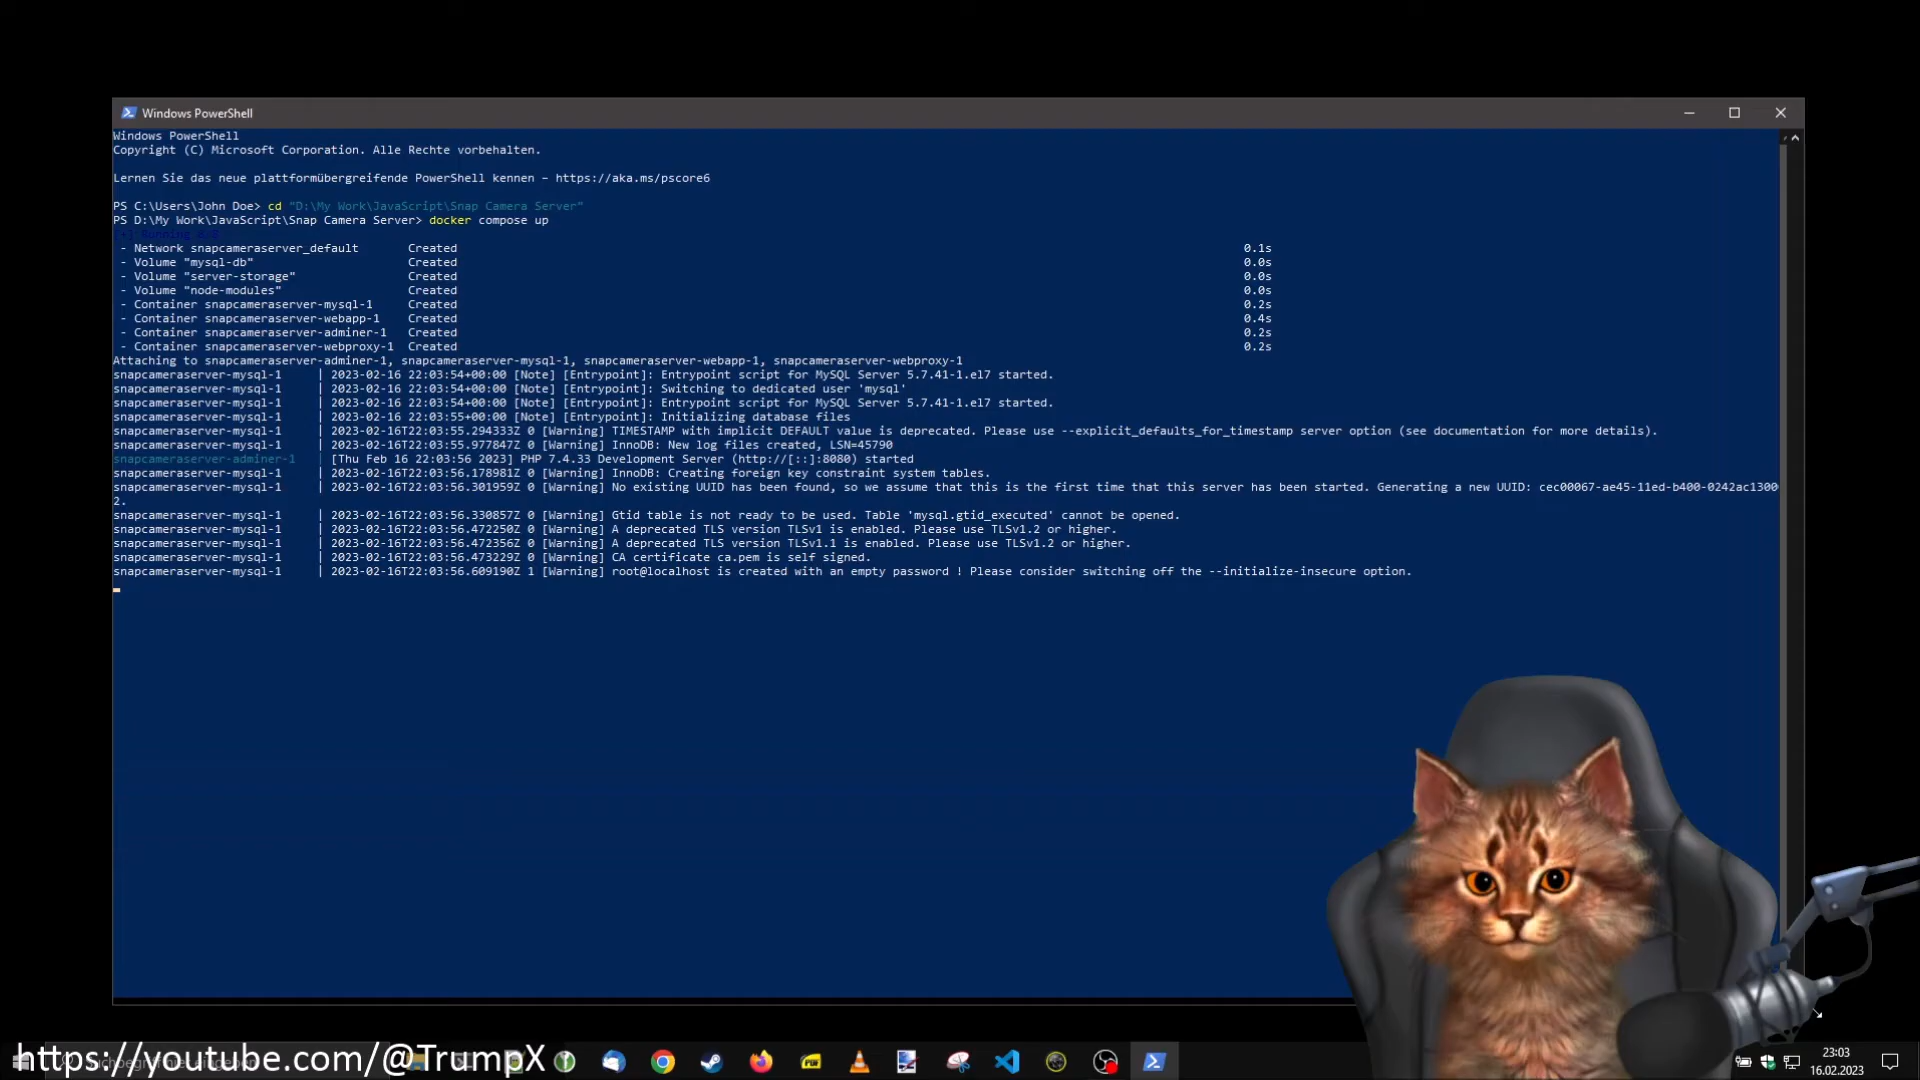 Windows PowerShell
Windows PowerShell
Copyright (C) Microsoft Corporation. Alle Rechte vorbehalten.
Lernen Sie das neue plattformübergreifende PowerShell kennen – https://aka.ms/pscore6
PS C:\Users\John Doe> cd "D:\My Work\JavaScript\Snap Camera Server"
PS D:\My Work\JavaScript\Snap Camera Server> docker compose up
[+] Running 8/8
- Network snapcameraserver_default Created 0.1s
- Volume "mysql-db" Created 0.0s
- Volume "server-storage" Created 0.0s
- Volume "node-modules" Created 0.0s
- Container snapcameraserver-mysql-1 Created 0.2s
- Container snapcameraserver-webapp-1 Created 0.4s
- Container snapcameraserver-adminer-1 Created 0.2s
- Container snapcameraserver-webproxy-1 Created 0.2s
Attaching to snapcameraserver-adminer-1, snapcameraserver-mysql-1, snapcameraserver-webapp-1, snapcameraserver-webproxy-1
snapcameraserver-mysql-1 | 2023-02-16 22:03:54+00:00 [Note] [Entrypoint]: Entrypoint script for MySQL Server 5.7.41-1.el7 started.
snapcameraserver-mysql-1 | 2023-02-16 22:03:54+00:00 [Note] [Entrypoint]: Switching to dedicated user 'mysql'
snapcameraserver-mysql-1 | 2023-02-16 22:03:54+00:00 [Note] [Entrypoint]: Entrypoint script for MySQL Server 5.7.41-1.el7 started.
snapcameraserver-mysql-1 | 2023-02-16 22:03:55+00:00 [Note] [Entrypoint]: Initializing database files
snapcameraserver-mysql-1 | 2023-02-16T22:03:55.294333Z 0 [Warning] TIMESTAMP with implicit DEFAULT value is deprecated. Please use --explicit_defaults_for_timestamp server option (see documentation for more details).
snapcameraserver-mysql-1 | 2023-02-16T22:03:55.977847Z 0 [Warning] InnoDB: New log files created, LSN=45790
snapcameraserver-adminer-1 | [Thu Feb 16 22:03:56 2023] PHP 7.4.33 Development Server (http://[::]:8080) started
snapcameraserver-mysql-1 | 2023-02-16T22:03:56.178981Z 0 [Warning] InnoDB: Creating foreign key constraint system tables.
snapcameraserver-mysql-1 | 2023-02-16T22:03:56.301959Z 0 [Warning] No existing UUID has been found, so we assume that this is the first time that this server has been started. Generating a new UUID: cec00067-ae45-11ed-b400-0242ac1300
2.
snapcameraserver-mysql-1 | 2023-02-16T22:03:56.330857Z 0 [Warning] Gtid table is not ready to be used. Table 'mysql.gtid_executed' cannot be opened.
snapcameraserver-mysql-1 | 2023-02-16T22:03:56.472250Z 0 [Warning] A deprecated TLS version TLSv1 is enabled. Please use TLSv1.2 or higher.
snapcameraserver-mysql-1 | 2023-02-16T22:03:56.472356Z 0 [Warning] A deprecated TLS version TLSv1.1 is enabled. Please use TLSv1.2 or higher.
snapcameraserver-mysql-1 | 2023-02-16T22:03:56.473229Z 0 [Warning] CA certificate ca.pem is self signed.
snapcameraserver-mysql-1 | 2023-02-16T22:03:56.609190Z 1 [Warning] root@localhost is created with an empty password ! Please consider switching off the --initialize-insecure option.
https://youtube.com/@TrumpX
23:03
16.02.2023